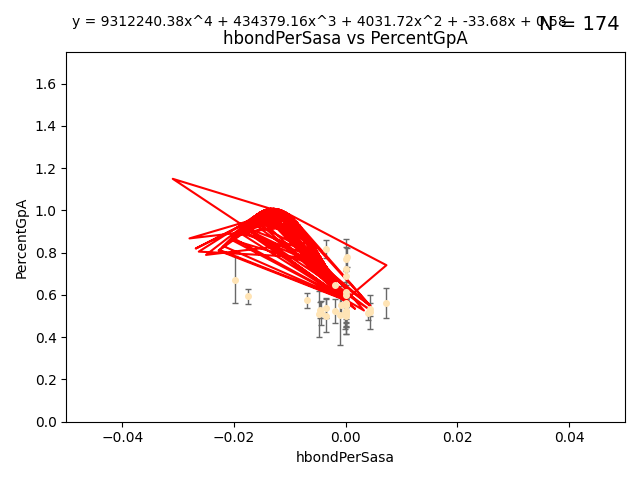 y = 9312240.38x^4 + 434379.16x^3 + 4031.72x^2 + -33.68x + 0.58
N = 174
hbondPerSasa vs PercentGpA
1.6
1.4
1.2
1.0
0.8
0.6
0.4
0.2
0.0
PercentGpA
−0.04 −0.02 0.00 0.02 0.04
hbondPerSasa